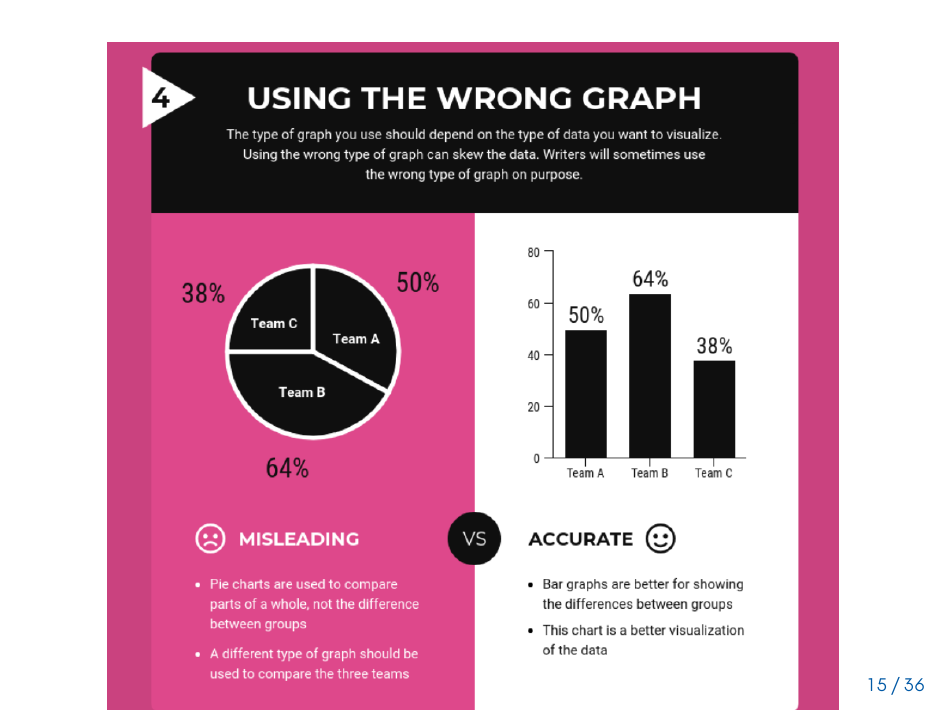 4
USING THE WRONG GRAPH
The type of graph you use should depend on the type of data you want to visualize.
Using the wrong type of graph can skew the data. Writers will sometimes use
the wrong type of graph on purpose.
38%
50%
Team C
Team A
Team B
64%
80
60
40
20
0
50%
64%
38%
Team A
Team B
Team C
MISLEADING
VS
ACCURATE
• Pie charts are used to compare
parts of a whole, not the difference
between groups
• A different type of graph should be
used to compare the three teams
• Bar graphs are better for showing
the differences between groups
• This chart is a better visualization
of the data
15 / 36